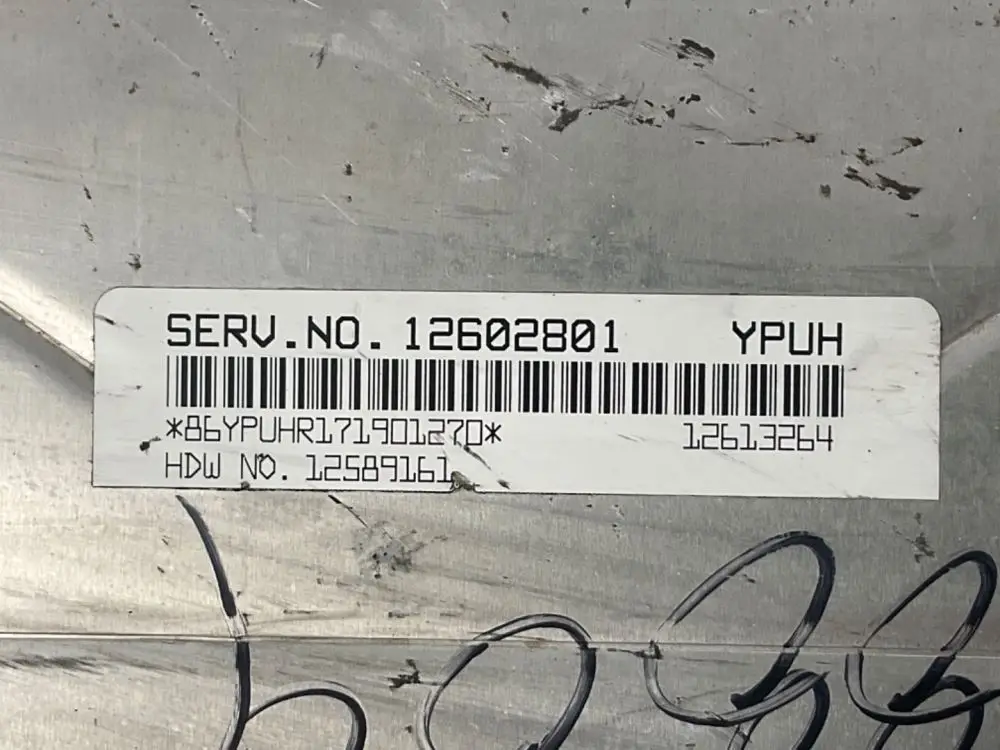 SERV.NO. 12602801 YPUH
*86YPUHR171901270* 12613264
HDW NO. 12589161